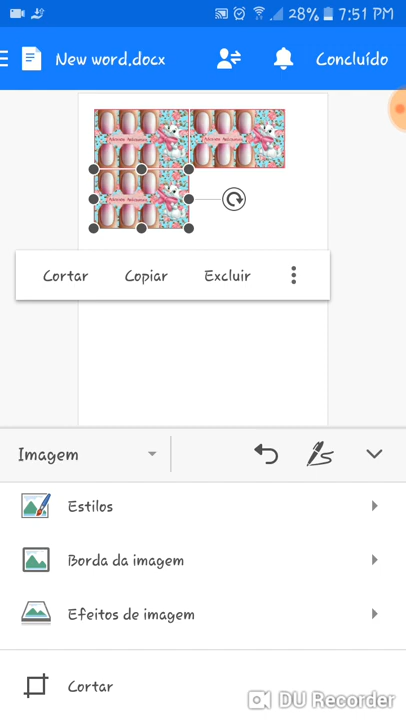 28% 7:51 PM
New word.docx
Concluído
Cortar Copiar Excluir
Imagem
Estilos
Borda da imagem
Efeitos de imagem
Cortar
DU Recorder